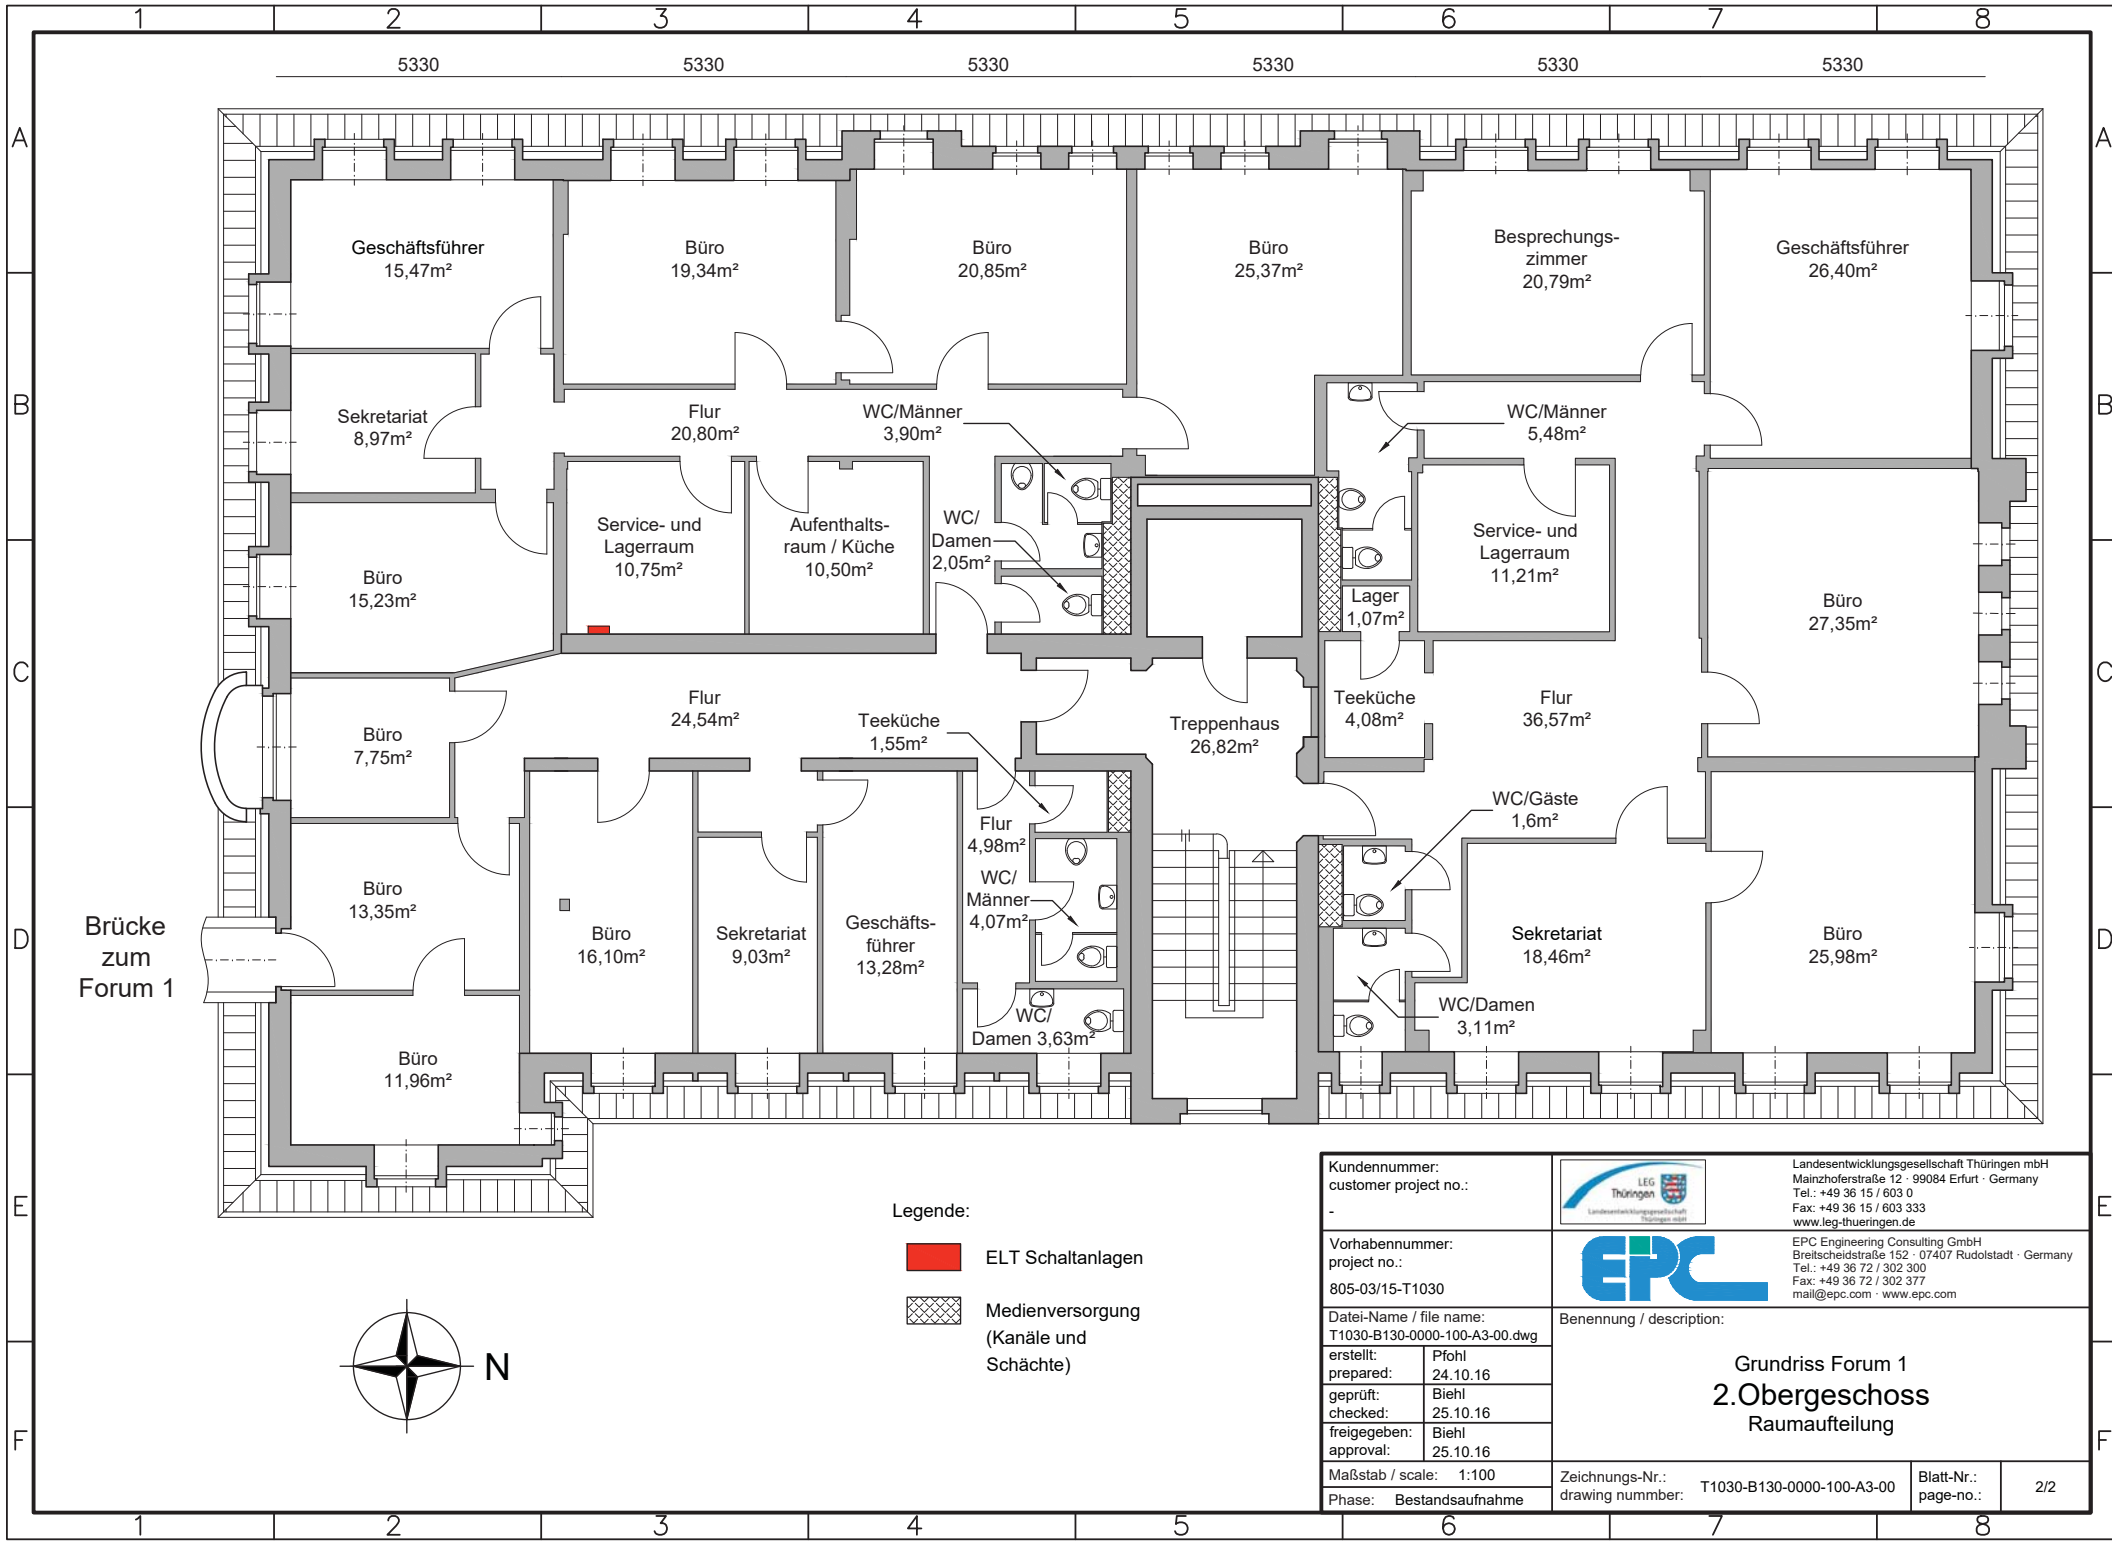 1 2 3 4 5 6 7 8
5330 5330 5330 5330 5330 5330
A A
B B
C C
D D
E E
F F
Geschäftsführer
15,47m²
Büro
19,34m²
Büro
20,85m²
Büro
25,37m²
Besprechungs-
zimmer
20,79m²
Geschäftsführer
26,40m²
Sekretariat
8,97m²
Flur
20,80m²
WC/Männer
3,90m²
WC/Männer
5,48m²
Büro
15,23m²
Service- und
Lagerraum
10,75m²
Aufenthalts-
raum / Küche
10,50m²
WC/
Damen
2,05m²
Service- und
Lagerraum
11,21m²
Lager
1,07m²
Büro
27,35m²
Büro
7,75m²
Flur
24,54m²
Teeküche
1,55m²
Treppenhaus
26,82m²
Teeküche
4,08m²
Flur
36,57m²
Büro
13,35m²
Flur
4,98m²
WC/
Männer
4,07m²
WC/Gäste
1,6m²
Brücke
zum
Forum 1
Büro
16,10m²
Sekretariat
9,03m²
Geschäfts-
führer
13,28m²
Sekretariat
18,46m²
Büro
25,98m²
WC/
Damen 3,63m²
WC/Damen
3,11m²
Büro
11,96m²
Legende:
ELT Schaltanlagen
Medienversorgung
(Kanäle und
Schächte)
N
Kundennummer:
customer project no.:
-
LEG
Thüringen
Landesentwicklungsgesellschaft
Thüringen mbH
Landesentwicklungsgesellschaft Thüringen mbH
Mainzhoferstraße 12 · 99084 Erfurt · Germany
Tel.: +49 36 15 / 603 0
Fax: +49 36 15 / 603 333
www.leg-thueringen.de
Vorhabennummer:
project no.:
805-03/15-T1030
EPC
EPC Engineering Consulting GmbH
Breitscheidstraße 152 · 07407 Rudolstadt · Germany
Tel.: +49 36 72 / 302 300
Fax: +49 36 72 / 302 377
mail@epc.com · www.epc.com
Datei-Name / file name:
T1030-B130-0000-100-A3-00.dwg
erstellt: Pfohl
prepared: 24.10.16
geprüft: Biehl
checked: 25.10.16
freigegeben: Biehl
approval: 25.10.16
Maßstab / scale: 1:100
Phase: Bestandsaufnahme
Benennung / description:
Grundriss Forum 1
2.Obergeschoss
Raumaufteilung
Zeichnungs-Nr.:
drawing nummber: T1030-B130-0000-100-A3-00
Blatt-Nr.:
page-no.: 2/2
1 2 3 4 5 6 7 8